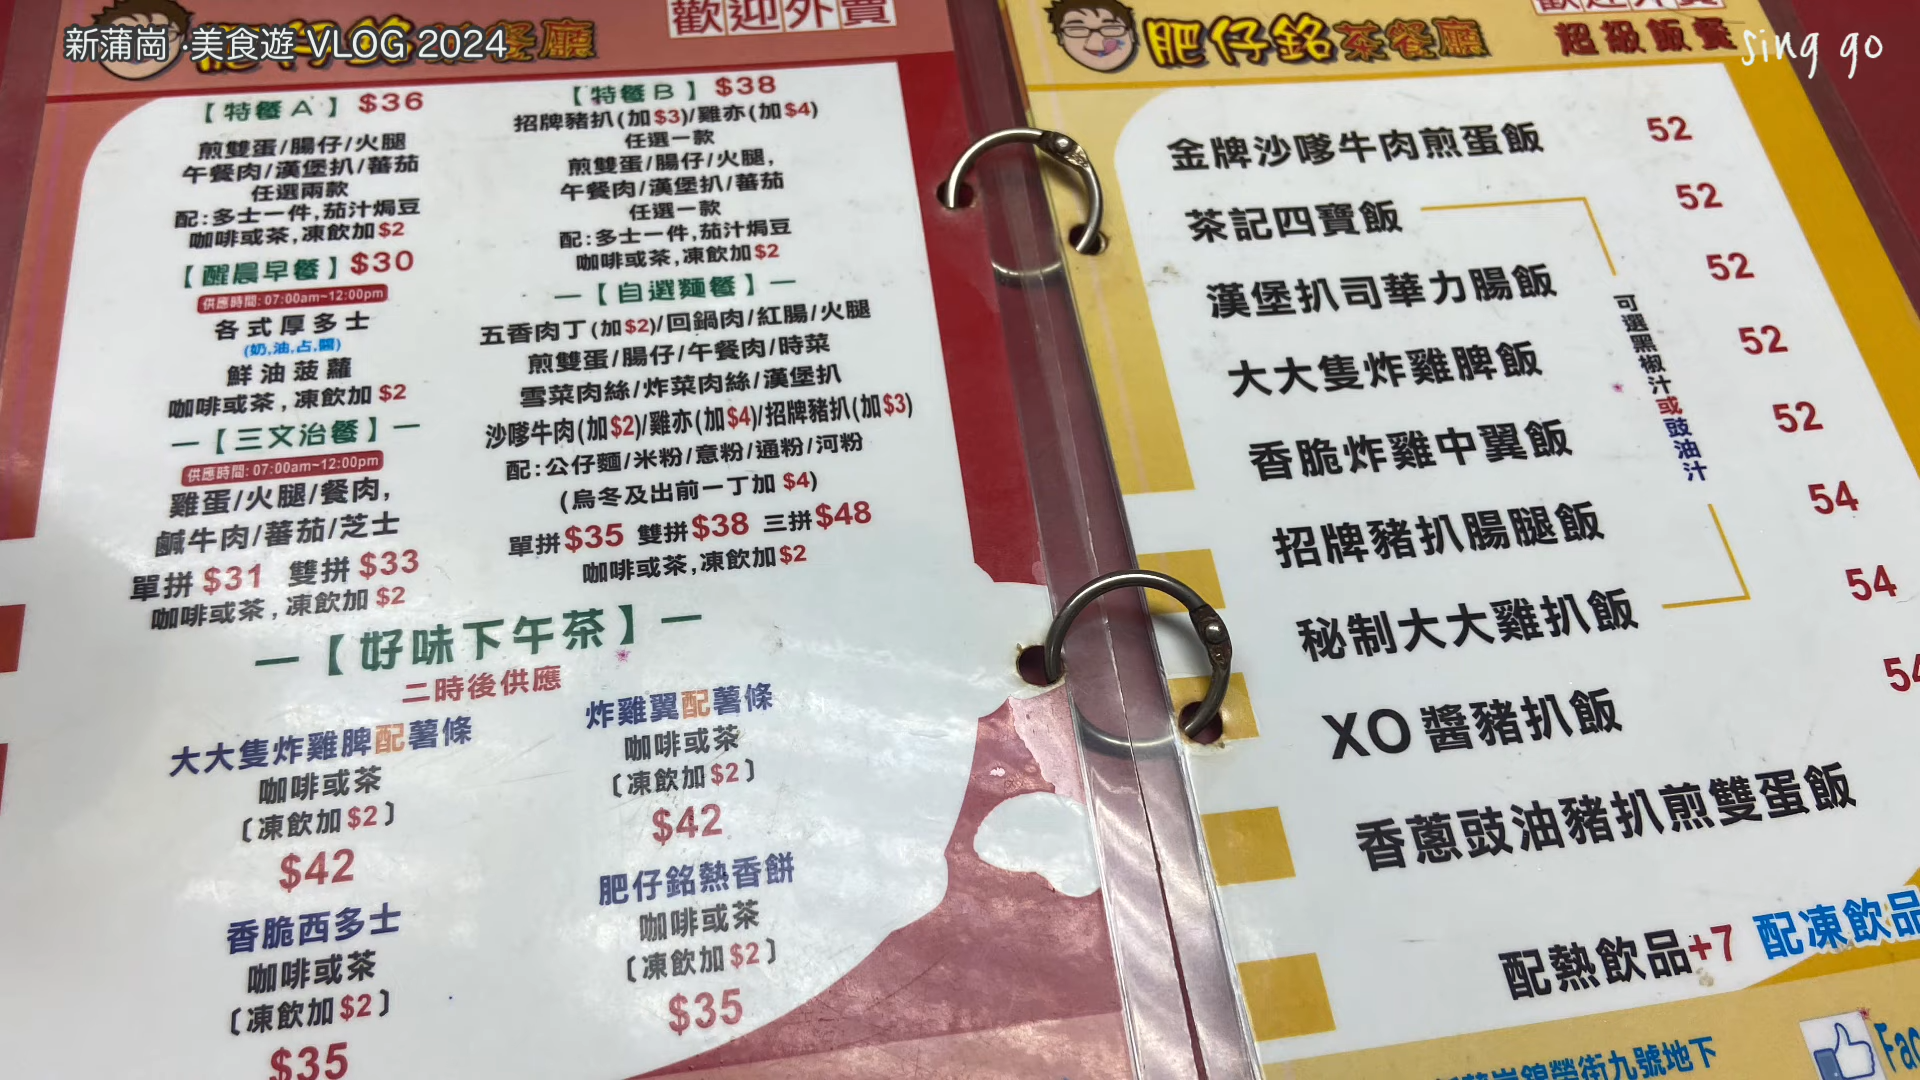 新蒲崗·美食遊 VLOG 2024
sing go
歡迎外賣
【特餐A】$36
煎雙蛋/腸仔/火腿
午餐肉/漢堡扒/蕃茄
任選兩款
配:多士一件,茄汁焗豆
咖啡或茶,凍飲加$2
【醒晨早餐】$30
供應時間: 07:00am~12:00pm
各式厚多士
(奶,油,占,醬)
鮮油菠蘿
咖啡或茶,凍飲加 $2
—【三文治餐】—
供應時間: 07:00am~12:00pm
雞蛋/火腿/餐肉,
鹹牛肉/蕃茄/芝士
單拼 $31 雙拼 $33
咖啡或茶,凍飲加 $2
【特餐B】$38
招牌豬扒(加$3)/雞亦(加$4)
任選一款
煎雙蛋/腸仔/火腿,
午餐肉/漢堡扒/蕃茄
任選一款
配:多士一件,茄汁焗豆
咖啡或茶,凍飲加$2
—【自選麵餐】—
五香肉丁(加$2)/回鍋肉/紅腸/火腿
煎雙蛋/腸仔/午餐肉/時菜
雪菜肉絲/炸菜肉絲/漢堡扒
沙嗲牛肉(加$2)/雞亦(加$4)/招牌豬扒(加$3)
配:公仔麵/米粉/意粉/通粉/河粉
(烏冬及出前一丁加 $4)
單拼$35 雙拼$38 三拼$48
咖啡或茶,凍飲加$2
—【好味下午茶】—
二時後供應
大大隻炸雞脾配薯條
咖啡或茶
〔凍飲加$2〕
$42
香脆西多士
咖啡或茶
〔凍飲加$2〕
$35
炸雞翼配薯條
咖啡或茶
〔凍飲加$2〕
$42
肥仔銘熱香餅
咖啡或茶
〔凍飲加$2〕
$35
肥仔銘茶餐廳
超級飯餐
金牌沙嗲牛肉煎蛋飯 52
茶記四寶飯 52
漢堡扒司華力腸飯 52
大大隻炸雞脾飯 52
香脆炸雞中翼飯 52
招牌豬扒腸腿飯 54
秘制大大雞扒飯 54
XO醬豬扒飯 54
香蔥豉油豬扒煎雙蛋飯
可選黑椒汁或豉油汁
配熱飲品+7 配凍飲品
街九號地下